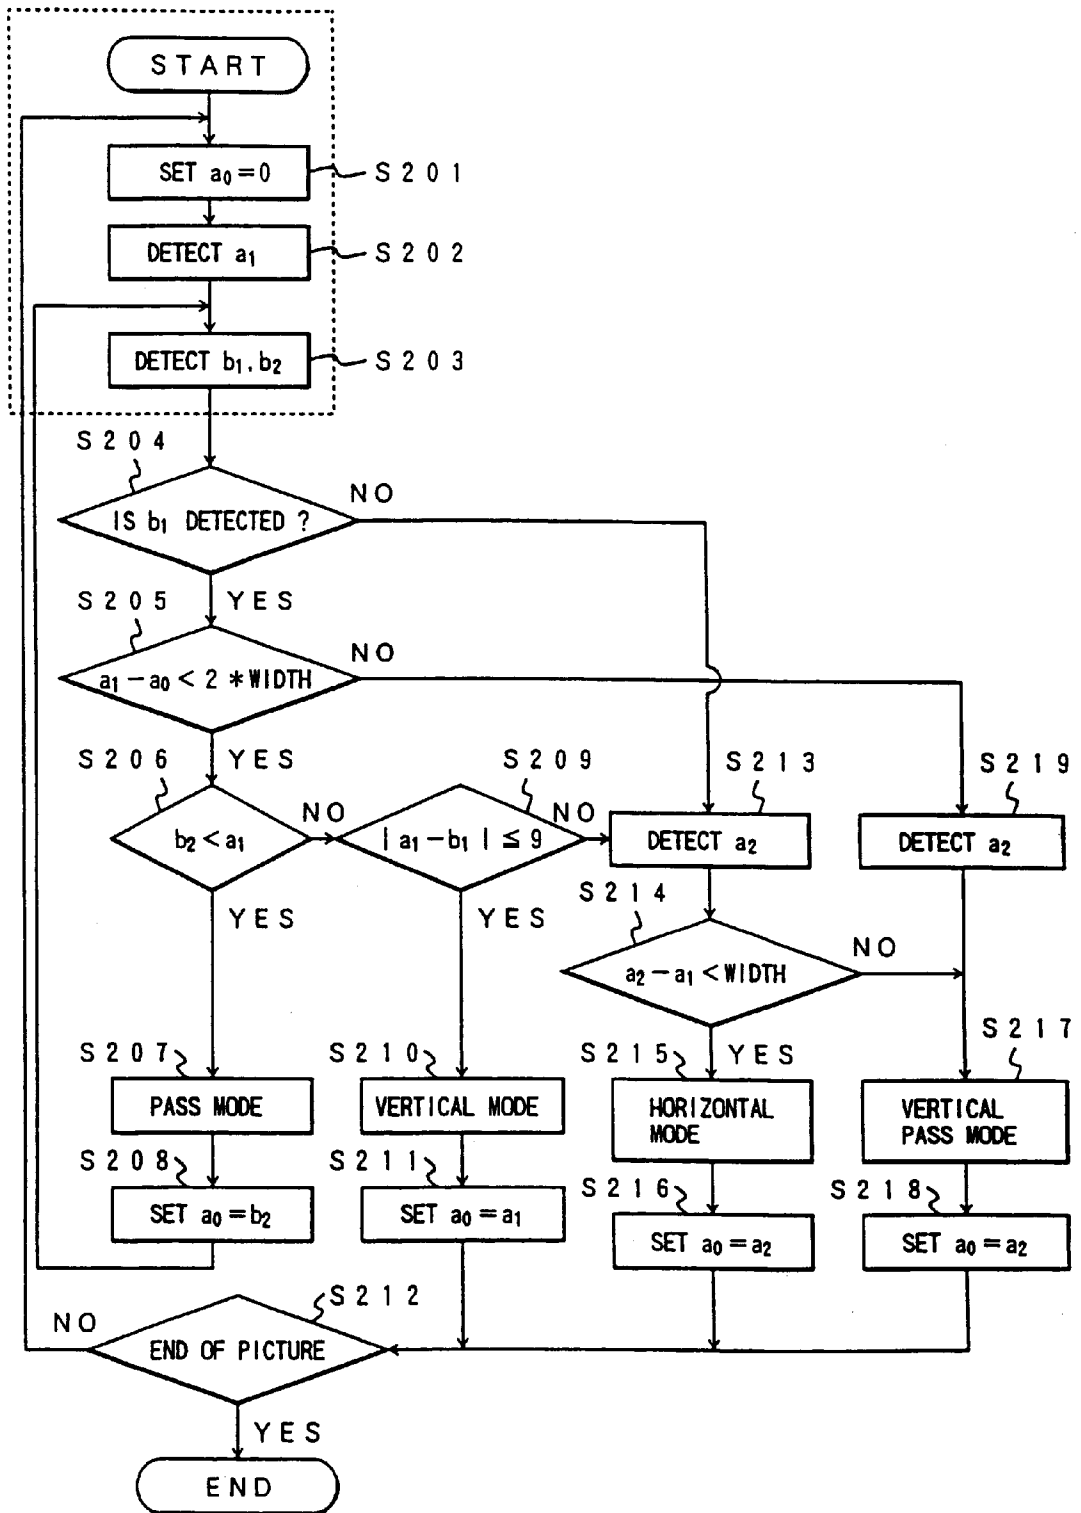 START
SET a₀=0
S201
DETECT a₁
S202
DETECT b₁, b₂
S203
S204
IS b₁ DETECTED ?
NO
YES
S205
a₁−a₀<2*WIDTH
NO
YES
S206
b₂<a₁
NO
YES
S209
|a₁−b₁|≦9
NO
YES
S213
DETECT a₂
S219
DETECT a₂
S214
a₂−a₁<WIDTH
NO
YES
S207
PASS MODE
S210
VERTICAL MODE
S215
HORIZONTAL
MODE
S217
VERTICAL
PASS MODE
S208
SET a₀=b₂
S211
SET a₀=a₁
S216
SET a₀=a₂
S218
SET a₀=a₂
S212
END OF PICTURE
NO
YES
END